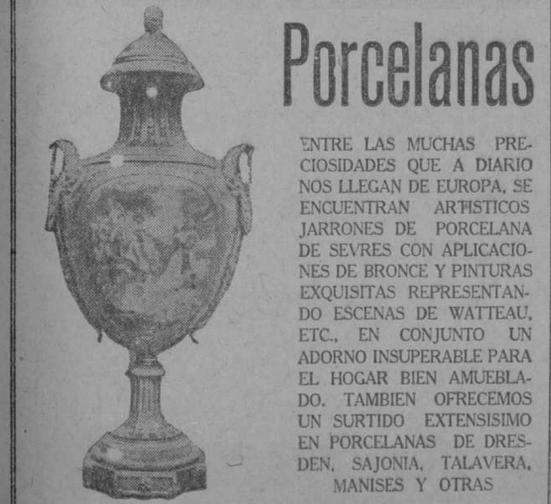 Porcelanas
ENTRE LAS MUCHAS PRE-
CIOSIDADES QUE A DIARIO
NOS LLEGAN DE EUROPA, SE
ENCUENTRAN ARTISTICOS
JARRONES DE PORCELANA
DE SEVRES CON APLICACIO-
NES DE BRONCE Y PINTURAS
EXQUISITAS REPRESENTAN-
DO ESCENAS DE WATTEAU,
ETC., EN CONJUNTO UN
ADORNO INSUPERABLE PARA
EL HOGAR BIEN AMUEBLA-
DO. TAMBIEN OFRECEMOS
UN SURTIDO EXTENSISIMO
EN PORCELANAS DE DRES-
DEN, SAJONIA, TALAVERA,
MANISES Y OTRAS